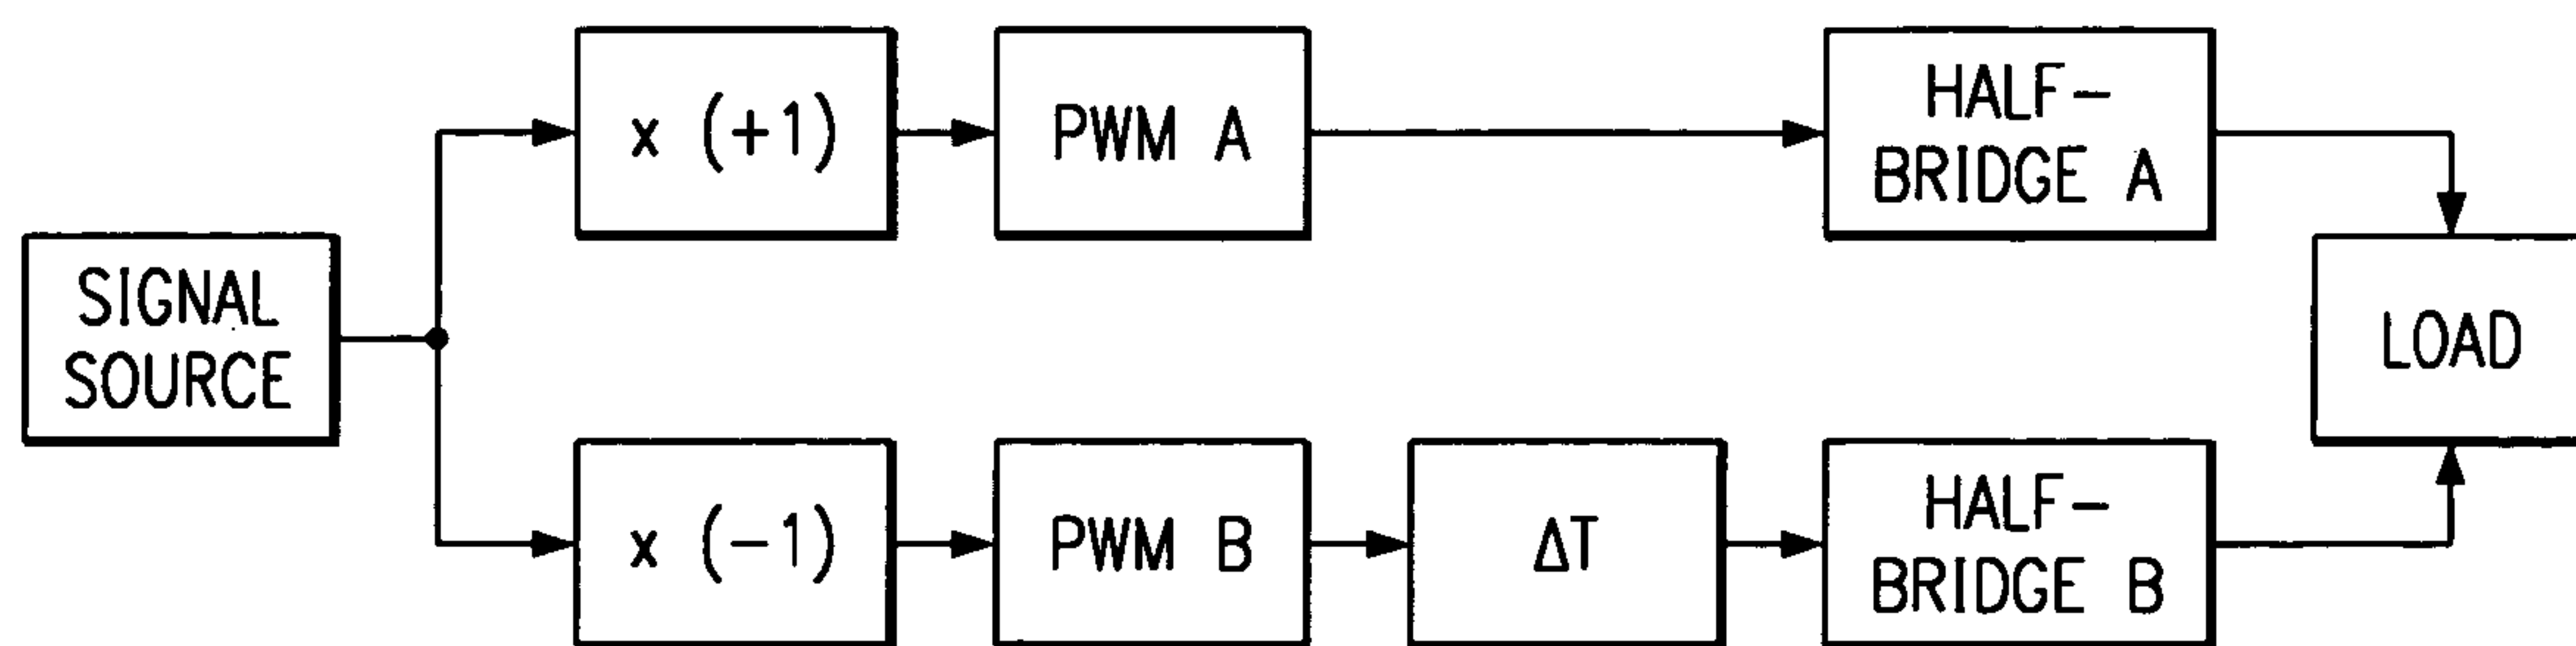 SIGNAL
SOURCE
x (+1)
PWM A
HALF-
BRIDGE A
x (-1)
PWM B
ΔT
HALF-
BRIDGE B
LOAD